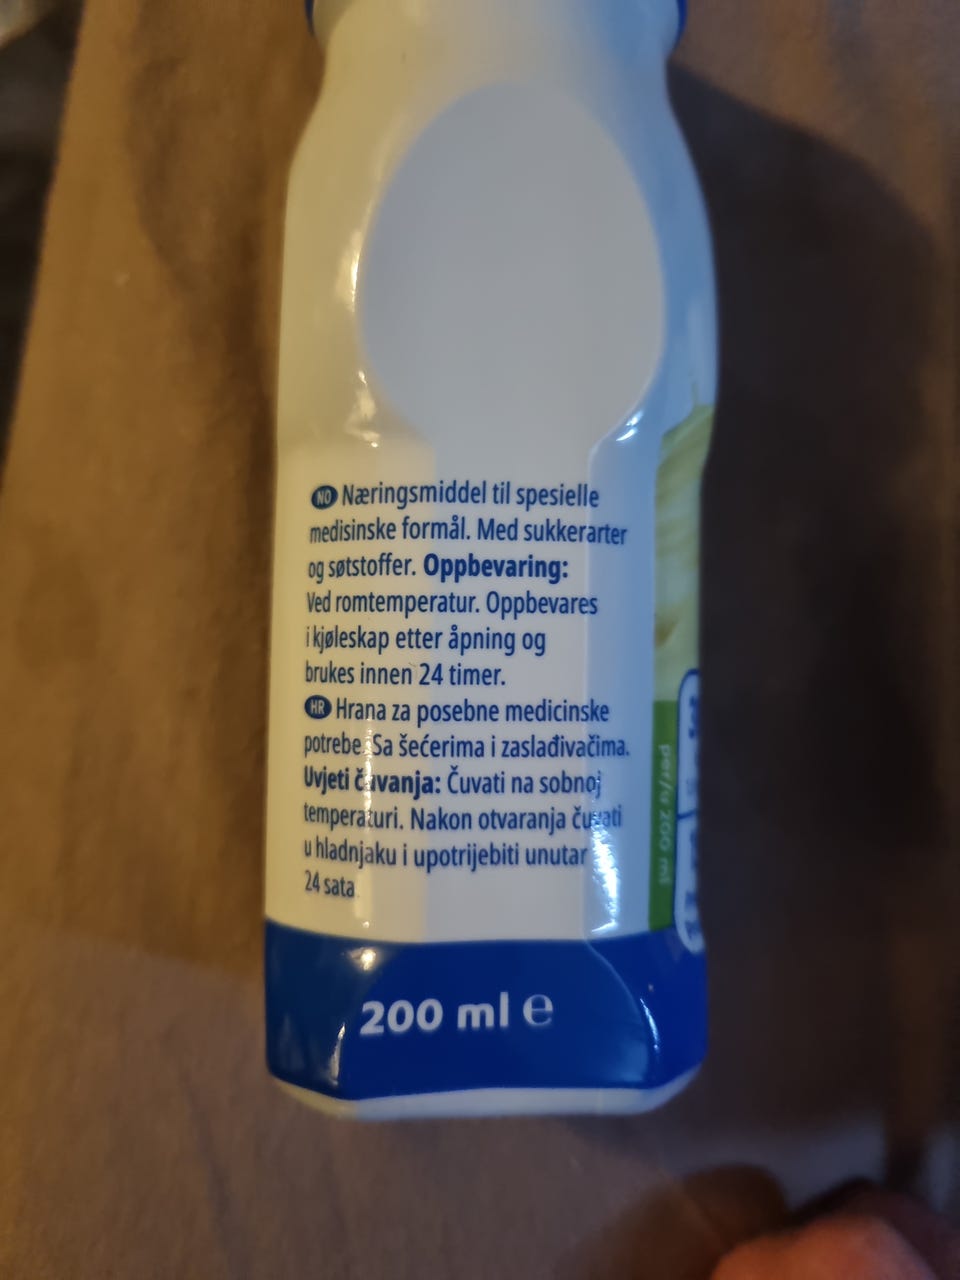 NO Næringsmiddel til spesielle
medisinske formål. Med sukkerarter
og søtstoffer. Oppbevaring:
Ved romtemperatur. Oppbevares
i kjøleskap etter åpning og
brukes innen 24 timer.
HR Hrana za posebne medicinske
potrebe. Sa šećerima i zaslađivačima.
Uvjeti čuvanja: Čuvati na sobnoj
temperaturi. Nakon otvaranja čuvati
u hladnjaku i upotrijebiti unutar
24 sata.
per/u 200 ml
200 ml e